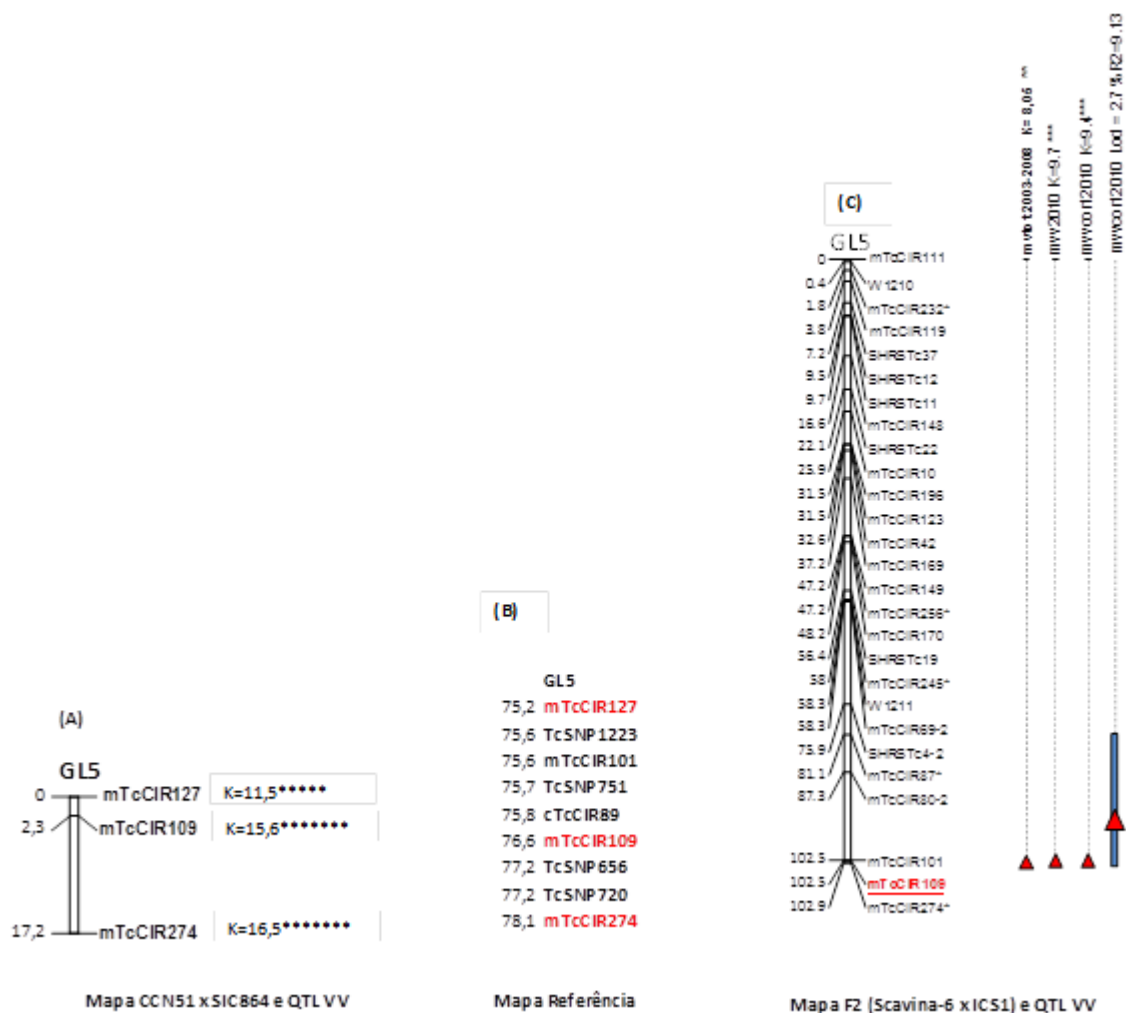 (A)
GL5
0 mTcCIR127 K=11,5*****
2,3 mTcCIR109 K=15,6*******
17,2 mTcCIR274 K=16,5*******
Mapa CCN51 x SIC864 e QTL VV
(B)
GL5
75,2 mTcCIR127
75,6 TcSNP1223
75,6 mTcCIR101
75,7 TcSNP751
75,8 cTcCIR89
76,6 mTcCIR109
77,2 TcSNP656
77,2 TcSNP720
78,1 mTcCIR274
Mapa Referência
(C)
GL5
0 mTcCIR111
0.4 W1210
1.8 mTcCIR232*
3.8 mTcCIR119
7.2 SHRSTc37
9.5 SHRSTc12
9.7 SHRSTc11
mTcCIR148
22.1 SHRSTc22
25.9 mTcCIR10
31.5 mTcCIR196
31.5 mTcCIR123
32.6 mTcCIR42
37.2 mTcCIR169
47.2 mTcCIR149
47.2 mTcCIR256*
48.2 mTcCIR170
56.4 SHRSTc19
58 mTcCIR245*
58.3 W1211
58.3 mTcCIR69-2
75.9 SHRSTc4-2
81.1 mTcCIR87*
87.3 mTcCIR80-2
102.5 mTcCIR101
102.5 mTcCIR109
102.9 mTcCIR274*
2003-2008 K= 8,06
mvv2010 K=9.7 ***
mvvcor12010 K=9.4***
mvvcor12010 Lod = 2.7 %R2=9.13
Mapa F2 (Scavina-6 x ICS1) e QTL VV